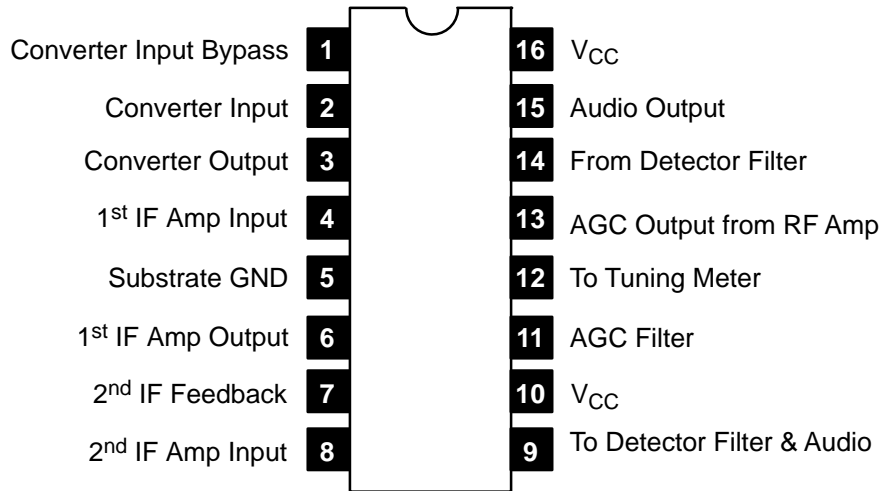 Converter Input Bypass 1 16 VCC
Converter Input 2 15 Audio Output
Converter Output 3 14 From Detector Filter
1st IF Amp Input 4 13 AGC Output from RF Amp
Substrate GND 5 12 To Tuning Meter
1st IF Amp Output 6 11 AGC Filter
2nd IF Feedback 7 10 VCC
2nd IF Amp Input 8 9 To Detector Filter & Audio